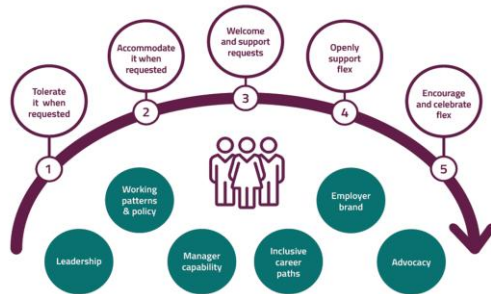 Tolerate
it when
requested
Accommodate
it when
requested
Welcome
and support
requests
Openly
support
flex
Encourage
and celebrate
flex
1
2
3
4
5
Leadership
Working
patterns
& policy
Manager
capability
Inclusive
career
paths
Employer
brand
Advocacy